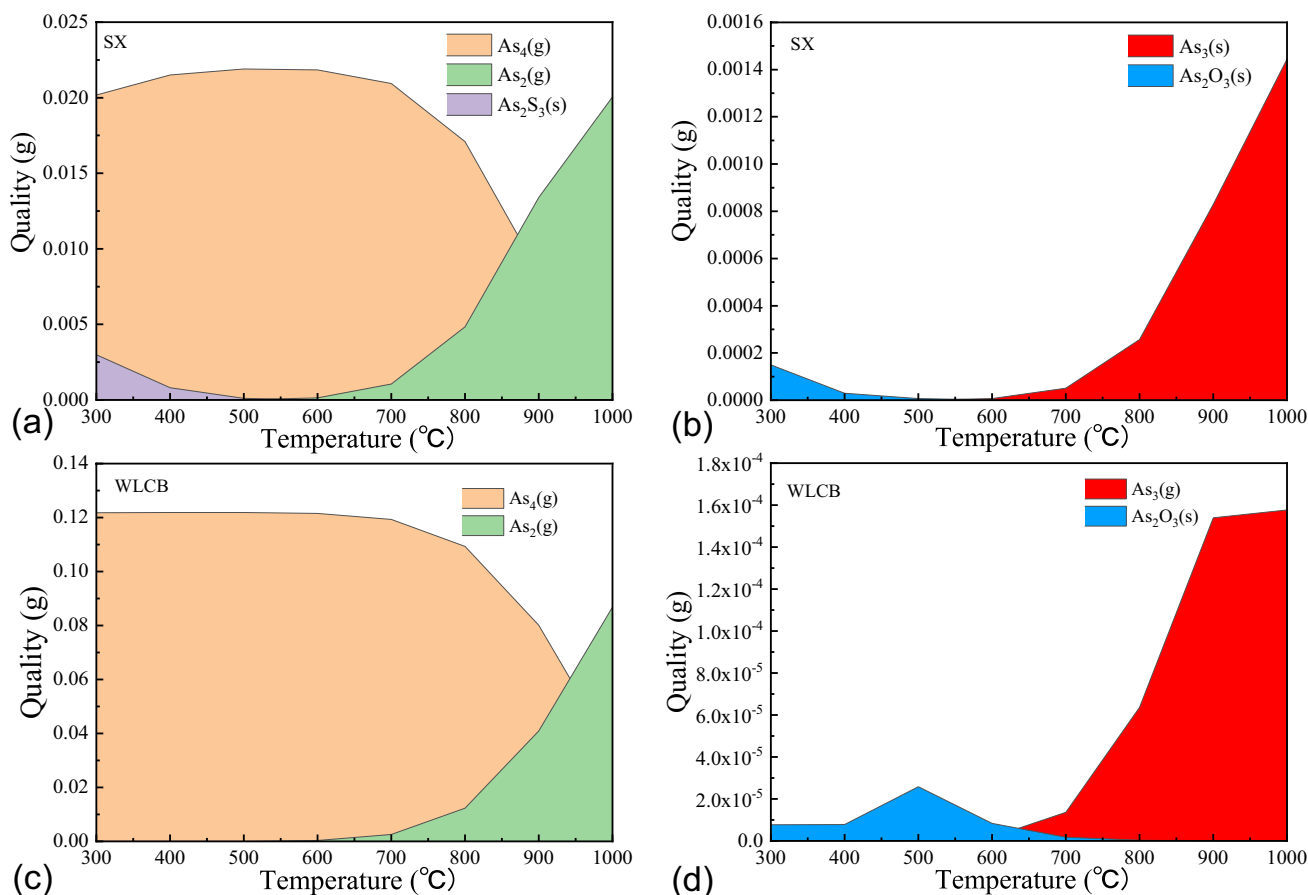 SX
As₄(g)
As₂(g)
As₂S₃(s)
0.025
0.020
0.015
0.010
0.005
0.000
Quality (g)
300 400 500 600 700 800 900 1000
Temperature (℃)
(a)
SX
As₃(s)
As₂O₃(s)
0.0016
0.0014
0.0012
0.0010
0.0008
0.0006
0.0004
0.0002
0.0000
Quality (g)
300 400 500 600 700 800 900 1000
Temperature (℃)
(b)
WLCB
As₄(g)
As₂(g)
0.14
0.12
0.10
0.08
0.06
0.04
0.02
0.00
Quality (g)
300 400 500 600 700 800 900 1000
Temperature (℃)
(c)
WLCB
As₃(g)
As₂O₃(s)
1.8x10⁻⁴
1.6x10⁻⁴
1.4x10⁻⁴
1.2x10⁻⁴
1.0x10⁻⁴
8.0x10⁻⁵
6.0x10⁻⁵
4.0x10⁻⁵
2.0x10⁻⁵
0.0
Quality (g)
300 400 500 600 700 800 900 1000
Temperature (℃)
(d)